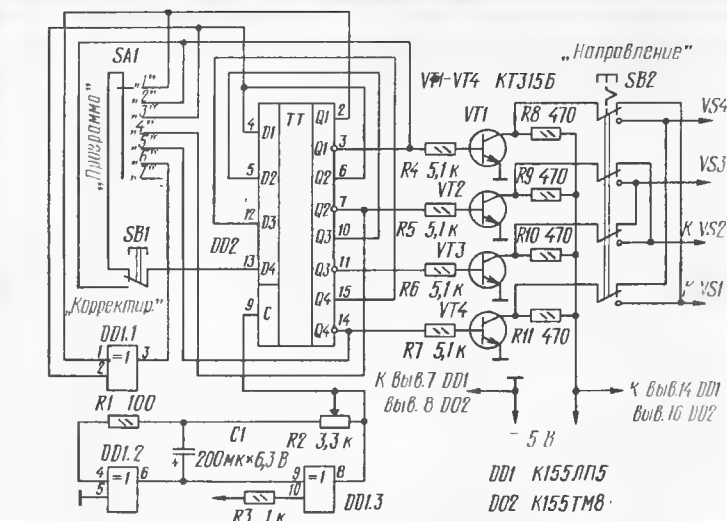 SA1
„Программа"
„1"
„2"
„3"
„4"
„5"
„6"
„7"
SB1
„Корректир."
DD2
4 D1 ТТ Q1 2
Q1 3
5 D2 Q2 6
Q2 7
12 D3 Q3 10
13 D4 Q3 11
Q4 15
9 C Q4 14
VT1-VT4 КТ315Б
„Направление"
SB2
VT1
R8 470
VS4
R4 5,1 к
VT2
R9 470
VS3
R5 5,1 к
VT3
R10 470
К VS2
R6 5,1 к
VT4
К VS1
R7 5,1 к
R11 470
DD1.1
1
2
=1
3
R1 100
C1
200мк×6,3 В
+
R2 3,3 к
DD1.2
4
5
=1
6
9
10
=1
8
DD1.3
R3 1 к
К выв.7 DD1
выв. 8 DD2
К выв.14 DD1
выв. 16 DD2
5 В
DD1 К155ЛП5
DD2 К155ТМ8